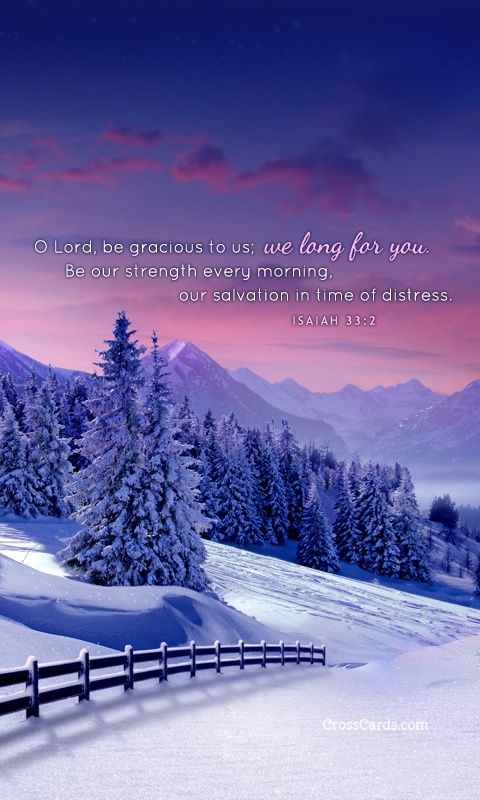 O Lord, be gracious to us; we long for you.
Be our strength every morning,
our salvation in time of distress.
ISAIAH 33:2
CrossCards.com